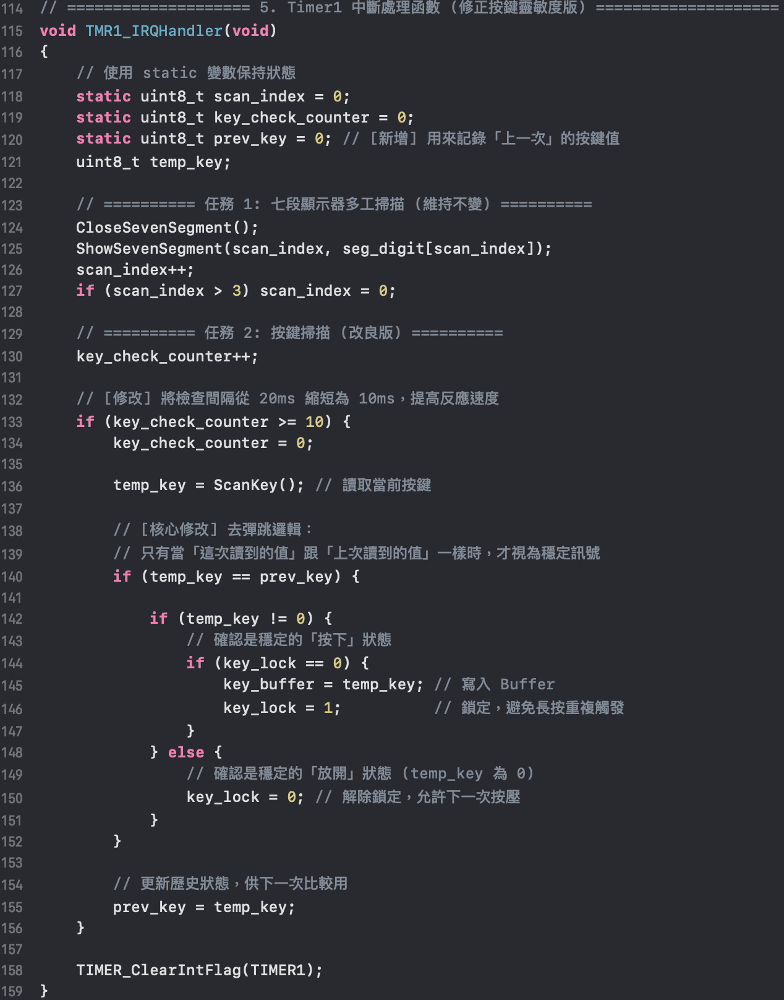 114 // ==================== 5. Timer1 中斷處理函數 (修正按鍵靈敏度版) ====================
115 void TMR1_IRQHandler(void)
116 {
117     // 使用 static 變數保持狀態
118     static uint8_t scan_index = 0;
119     static uint8_t key_check_counter = 0;
120     static uint8_t prev_key = 0; // [新增] 用來記錄「上一次」的按鍵值
121     uint8_t temp_key;
122
123     // ========== 任務 1: 七段顯示器多工掃描 (維持不變) ==========
124     CloseSevenSegment();
125     ShowSevenSegment(scan_index, seg_digit[scan_index]);
126     scan_index++;
127     if (scan_index > 3) scan_index = 0;
128
129     // ========== 任務 2: 按鍵掃描 (改良版) ==========
130     key_check_counter++;
131
132     // [修改] 將檢查間隔從 20ms 縮短為 10ms，提高反應速度
133     if (key_check_counter >= 10) {
134         key_check_counter = 0;
135
136         temp_key = ScanKey(); // 讀取當前按鍵
137
138         // [核心修改] 去彈跳邏輯：
139         // 只有當「這次讀到的值」跟「上次讀到的值」一樣時，才視為穩定訊號
140         if (temp_key == prev_key) {
141
142             if (temp_key != 0) {
143                 // 確認是穩定的「按下」狀態
144                 if (key_lock == 0) {
145                     key_buffer = temp_key; // 寫入 Buffer
146                     key_lock = 1;          // 鎖定，避免長按重複觸發
147                 }
148             } else {
149                 // 確認是穩定的「放開」狀態 (temp_key 為 0)
150                 key_lock = 0; // 解除鎖定，允許下一次按壓
151             }
152         }
153
154         // 更新歷史狀態，供下一次比較用
155         prev_key = temp_key;
156     }
157
158     TIMER_ClearIntFlag(TIMER1);
159 }